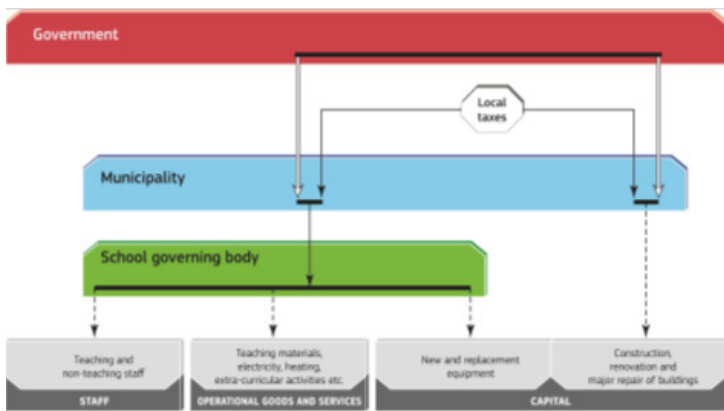 Government
Local
taxes
Municipality
School governing body
Teaching and
non-teaching staff
Teaching materials,
electricity, heating,
extra-curricular activities etc.
New and replacement
equipment
Construction,
renovation and
major repair of buildings
STAFF
OPERATIONAL GOODS AND SERVICES
CAPITAL